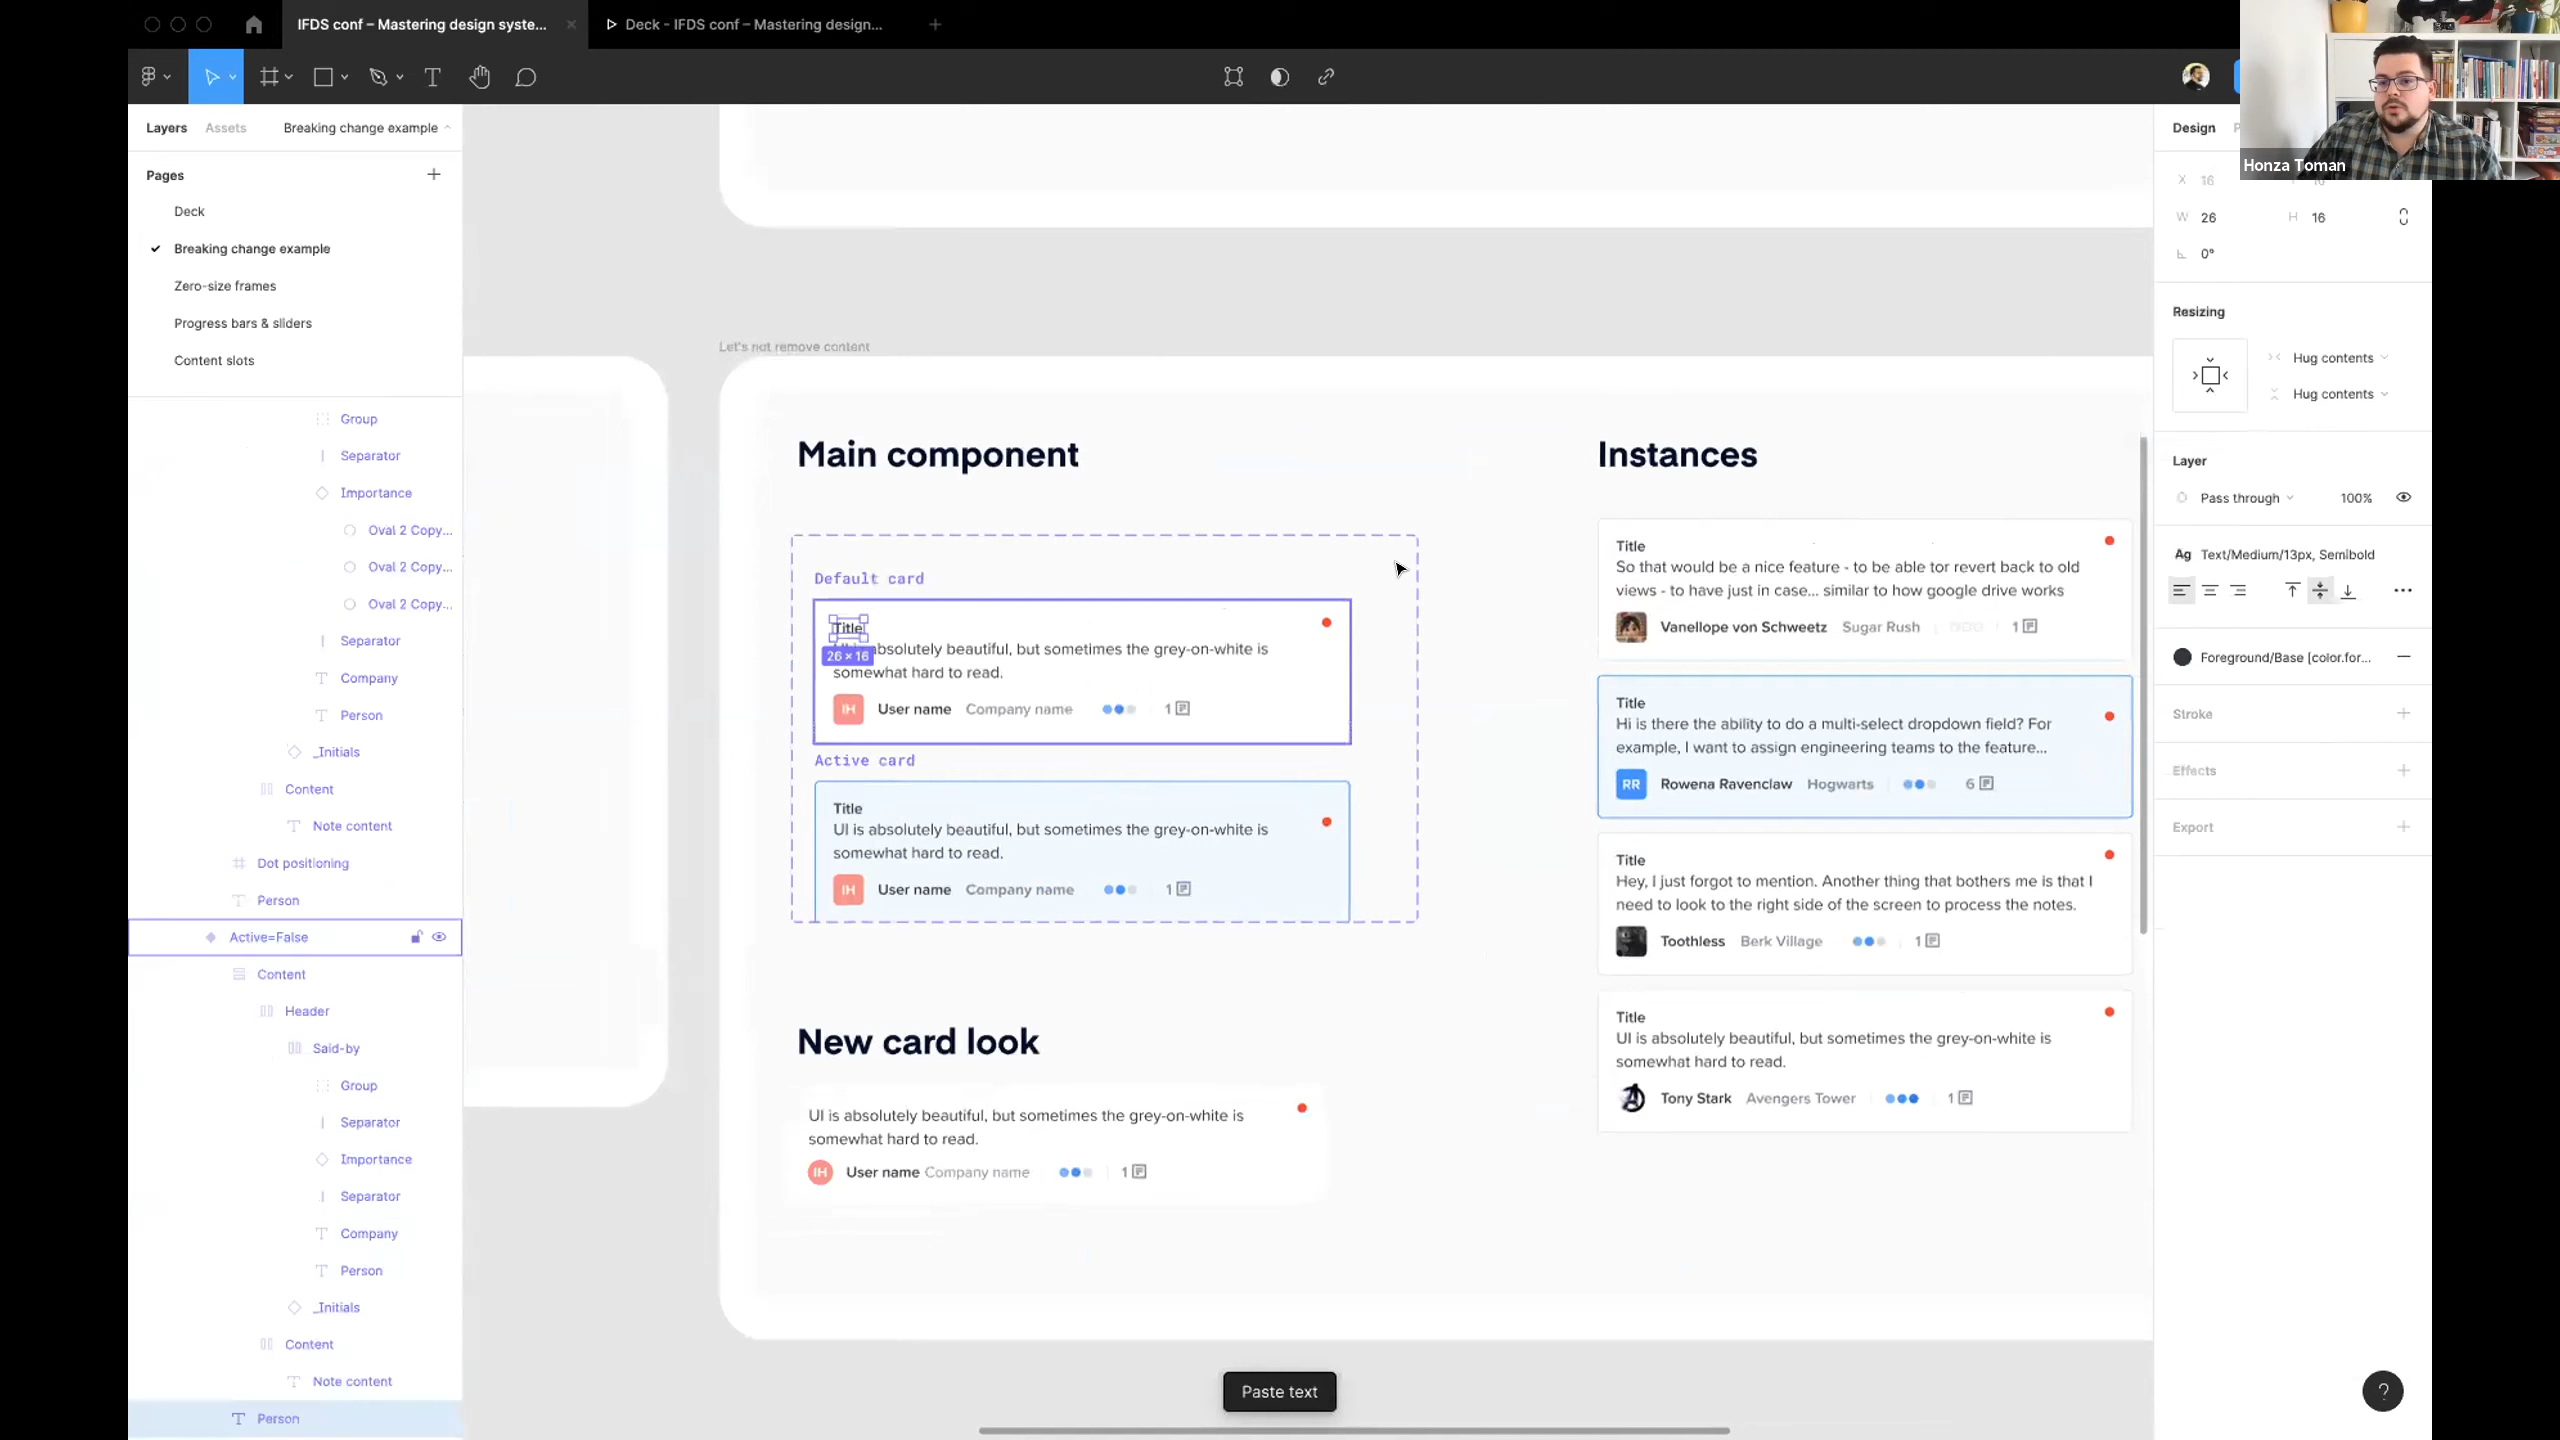 IFDS conf – Mastering design syste...
Deck - IFDS conf – Mastering design...
Layers
Assets
Breaking change example
Pages
Deck
Breaking change example
Zero-size frames
Progress bars & sliders
Content slots
Group
Separator
Importance
Oval 2 Copy...
Oval 2 Copy...
Oval 2 Copy...
Separator
Company
Person
_Initials
Content
Note content
Dot positioning
Person
Active=False
Content
Header
Said-by
Group
Separator
Importance
Separator
Company
Person
_Initials
Content
Note content
Person
Let's not remove content
Main component
Default card
Title
26 × 16
absolutely beautiful, but sometimes the grey-on-white is
somewhat hard to read.
IH User name Company name 1
Active card
Title
UI is absolutely beautiful, but sometimes the grey-on-white is
somewhat hard to read.
IH User name Company name 1
New card look
UI is absolutely beautiful, but sometimes the grey-on-white is
somewhat hard to read.
IH User name Company name 1
Instances
Title
So that would be a nice feature - to be able tor revert back to old
views - to have just in case... similar to how google drive works
Vanellope von Schweetz Sugar Rush 1
Title
Hi is there the ability to do a multi-select dropdown field? For
example, I want to assign engineering teams to the feature...
RR Rowena Ravenclaw Hogwarts 6
Title
Hey, I just forgot to mention. Another thing that bothers me is that I
need to look to the right side of the screen to process the notes.
Toothless Berk Village 1
Title
UI is absolutely beautiful, but sometimes the grey-on-white is
somewhat hard to read.
Tony Stark Avengers Tower 1
Paste text
Honza Toman
Design
X 16
W 26 H 16
0°
Resizing
Hug contents
Hug contents
Layer
Pass through 100%
Ag Text/Medium/13px, Semibold
Foreground/Base [color.for...
Stroke
Effects
Export
?